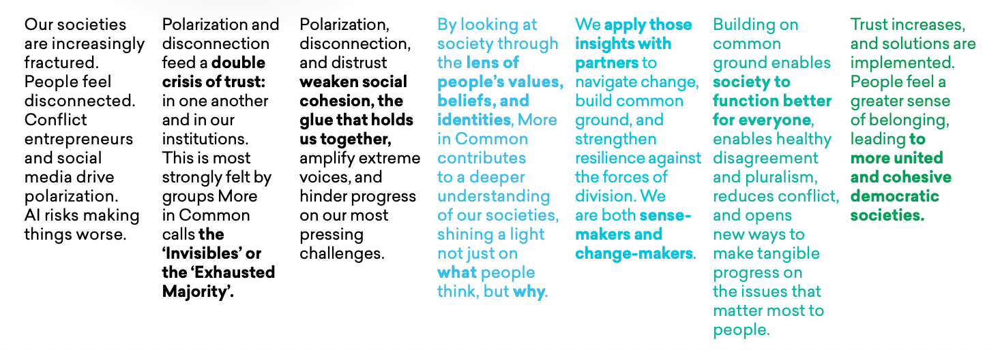 Our societies
are increasingly
fractured.
People feel
disconnected.
Conflict
entrepreneurs
and social
media drive
polarization.
AI risks making
things worse.
Polarization and
disconnection
feed a double
crisis of trust:
in one another
and in our
institutions.
This is most
strongly felt by
groups More
in Common
calls the
‘Invisibles’ or
the ‘Exhausted
Majority’.
Polarization,
disconnection,
and distrust
weaken social
cohesion, the
glue that holds
us together,
amplify extreme
voices, and
hinder progress
on our most
pressing
challenges.
By looking at
society through
the lens of
people’s values,
beliefs, and
identities, More
in Common
contributes
to a deeper
understanding
of our societies,
shining a light
not just on
what people
think, but why.
We apply those
insights with
partners to
navigate change,
build common
ground, and
strengthen
resilience against
the forces of
division. We
are both sense-
makers and
change-makers.
Building on
common
ground enables
society to
function better
for everyone,
enables healthy
disagreement
and pluralism,
reduces conflict,
and opens
new ways to
make tangible
progress on
the issues that
matter most to
people.
Trust increases,
and solutions are
implemented.
People feel a
greater sense
of belonging,
leading to
more united
and cohesive
democratic
societies.